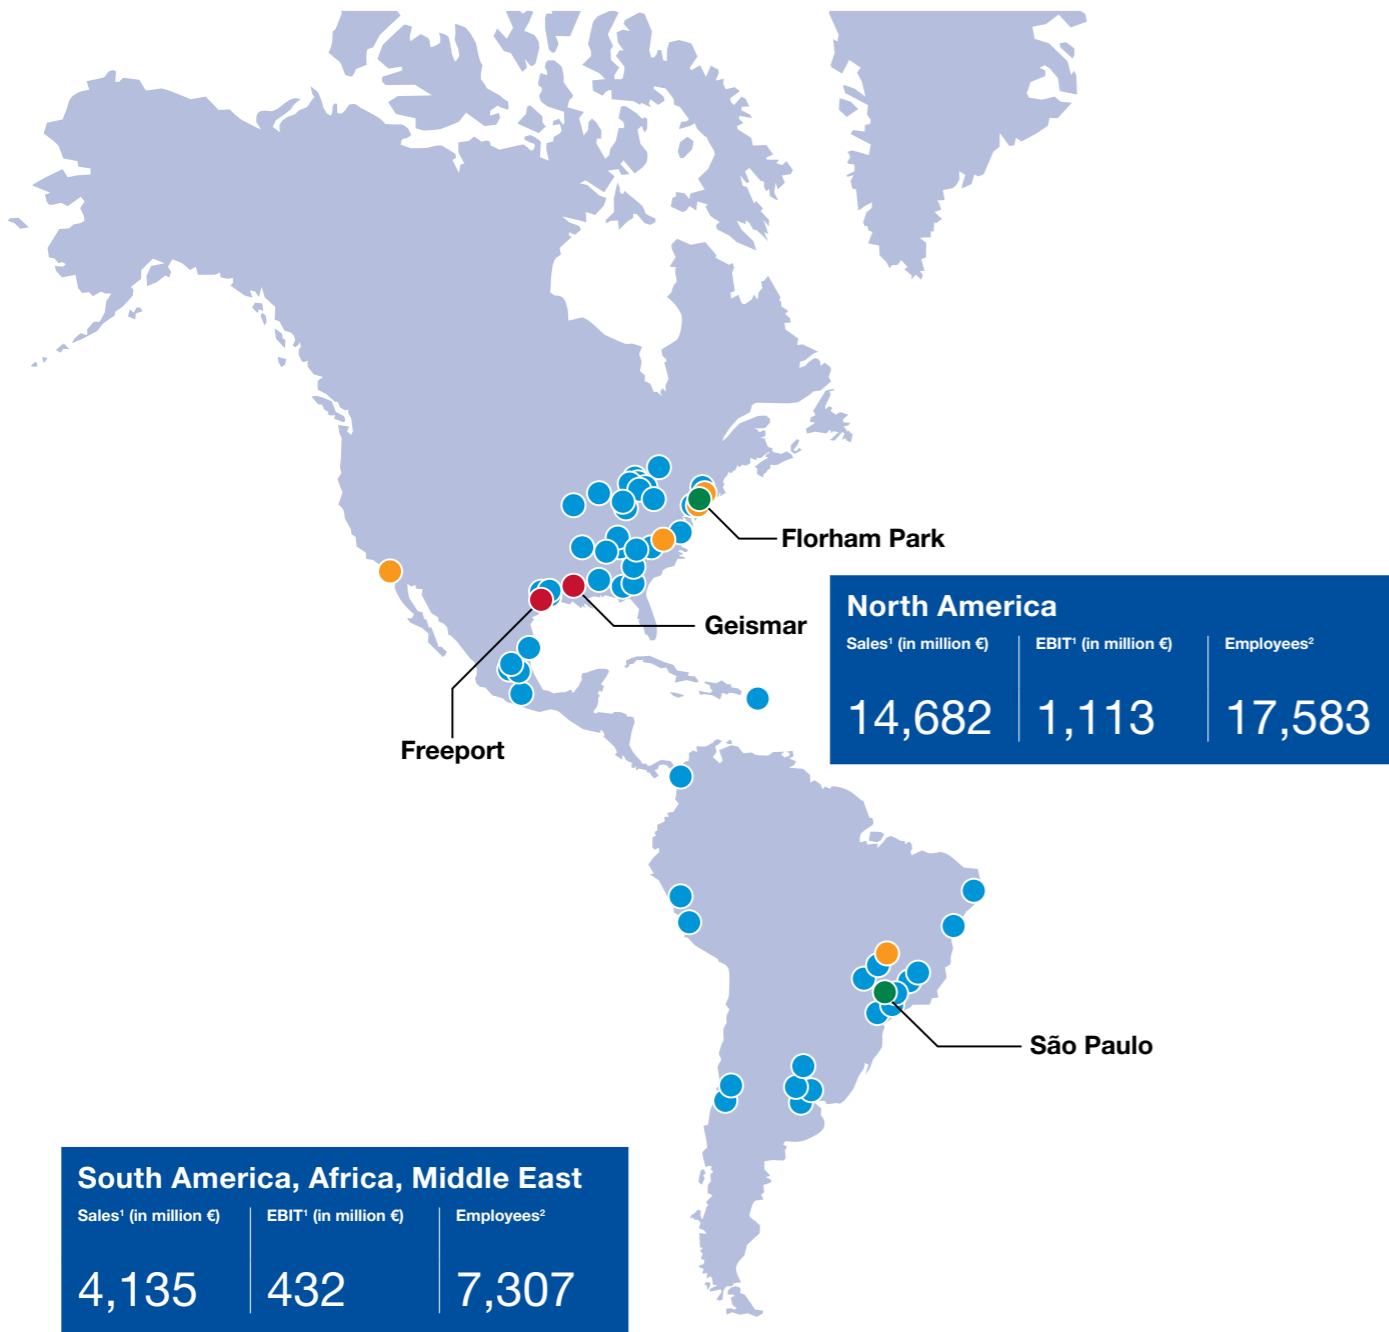 Florham Park
North America
Sales¹ (in million €) EBIT¹ (in million €) Employees²
14,682 1,113 17,583
Geismar
Freeport
São Paulo
South America, Africa, Middle East
Sales¹ (in million €) EBIT¹ (in million €) Employees²
4,135 432 7,307